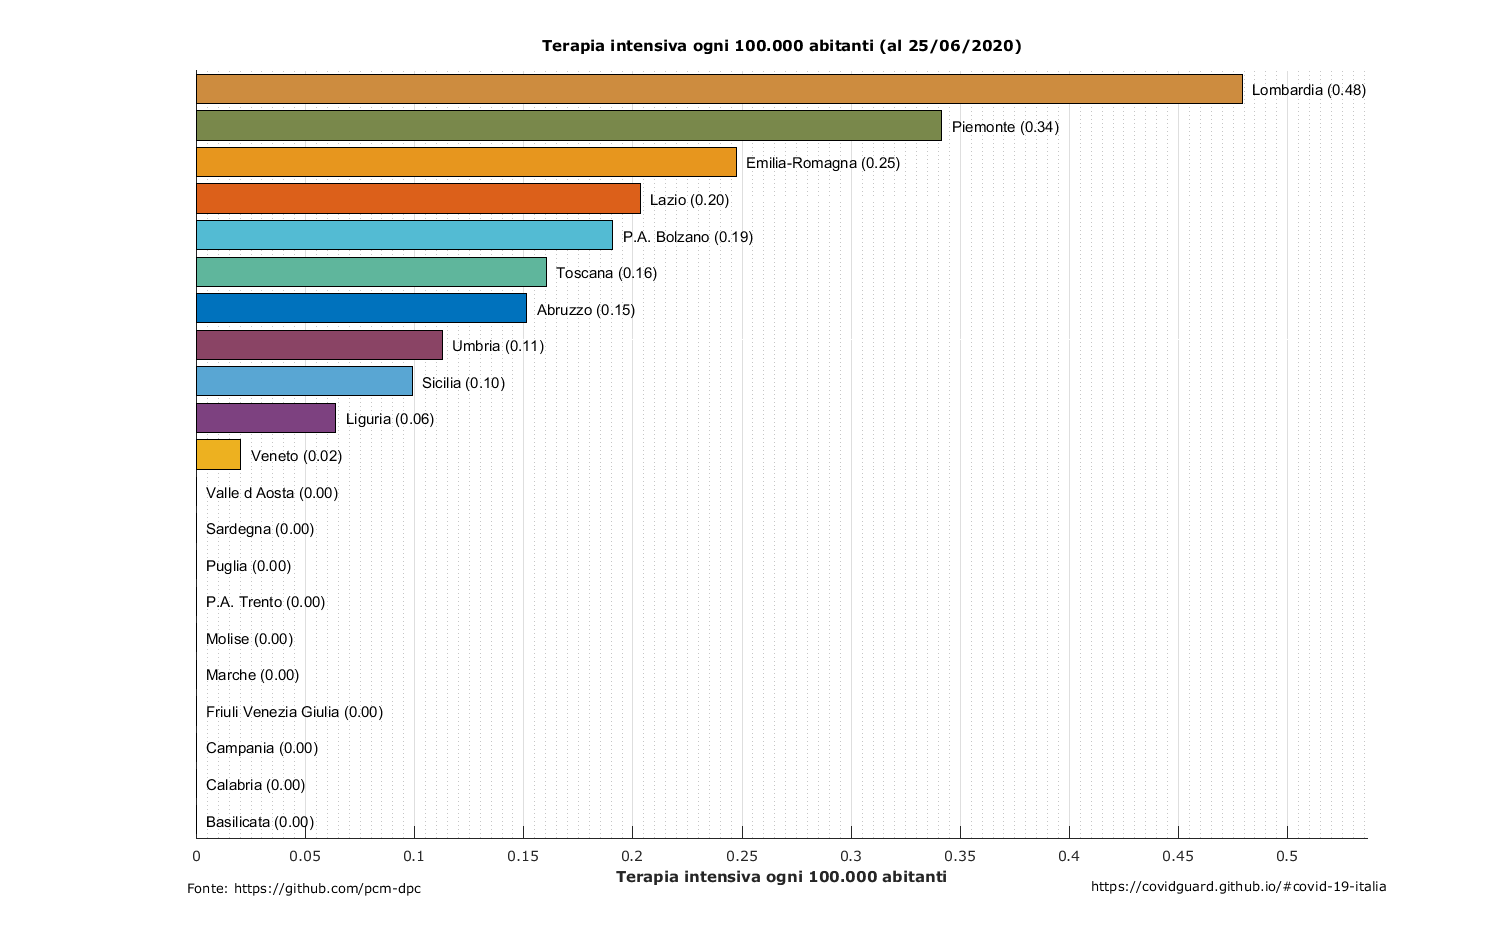 Terapia intensiva ogni 100.000 abitanti (al 25/06/2020)
Lombardia (0.48)
Piemonte (0.34)
Emilia-Romagna (0.25)
Lazio (0.20)
P.A. Bolzano (0.19)
Toscana (0.16)
Abruzzo (0.15)
Umbria (0.11)
Sicilia (0.10)
Liguria (0.06)
Veneto (0.02)
Valle d Aosta (0.00)
Sardegna (0.00)
Puglia (0.00)
P.A. Trento (0.00)
Molise (0.00)
Marche (0.00)
Friuli Venezia Giulia (0.00)
Campania (0.00)
Calabria (0.00)
Basilicata (0.00)
0 0.05 0.1 0.15 0.2 0.25 0.3 0.35 0.4 0.45 0.5
Terapia intensiva ogni 100.000 abitanti
Fonte: https://github.com/pcm-dpc
https://covidguard.github.io/#covid-19-italia